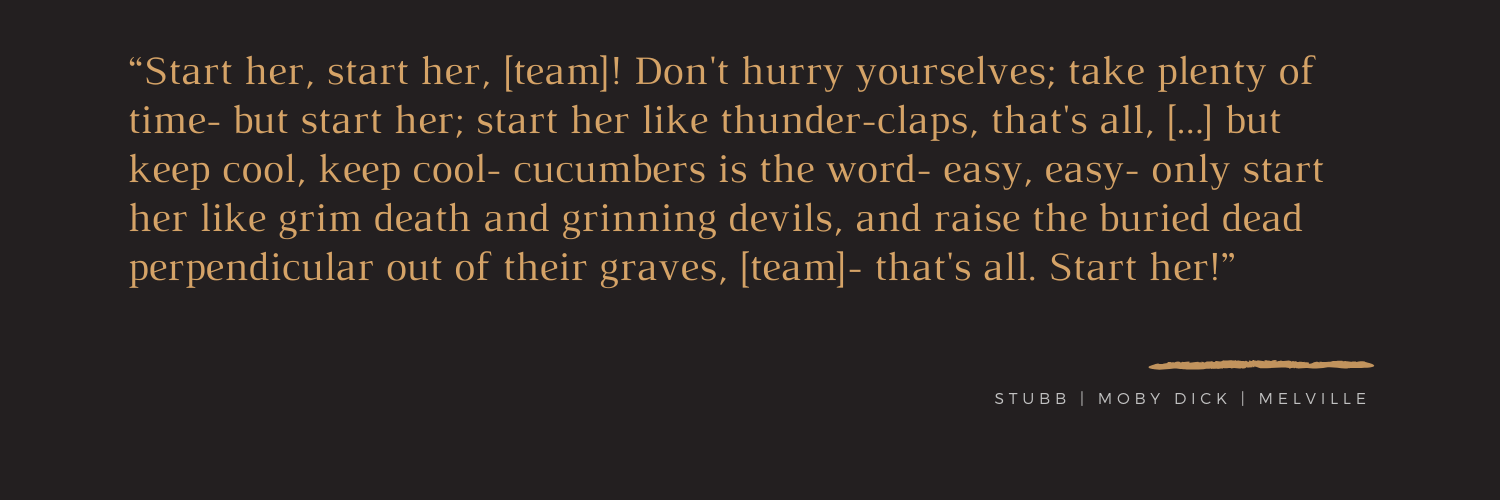 “Start her, start her, [team]! Don't hurry yourselves; take plenty of
time- but start her; start her like thunder-claps, that's all, [...] but
keep cool, keep cool- cucumbers is the word- easy, easy- only start
her like grim death and grinning devils, and raise the buried dead
perpendicular out of their graves, [team]- that's all. Start her!”
STUBB | MOBY DICK | MELVILLE